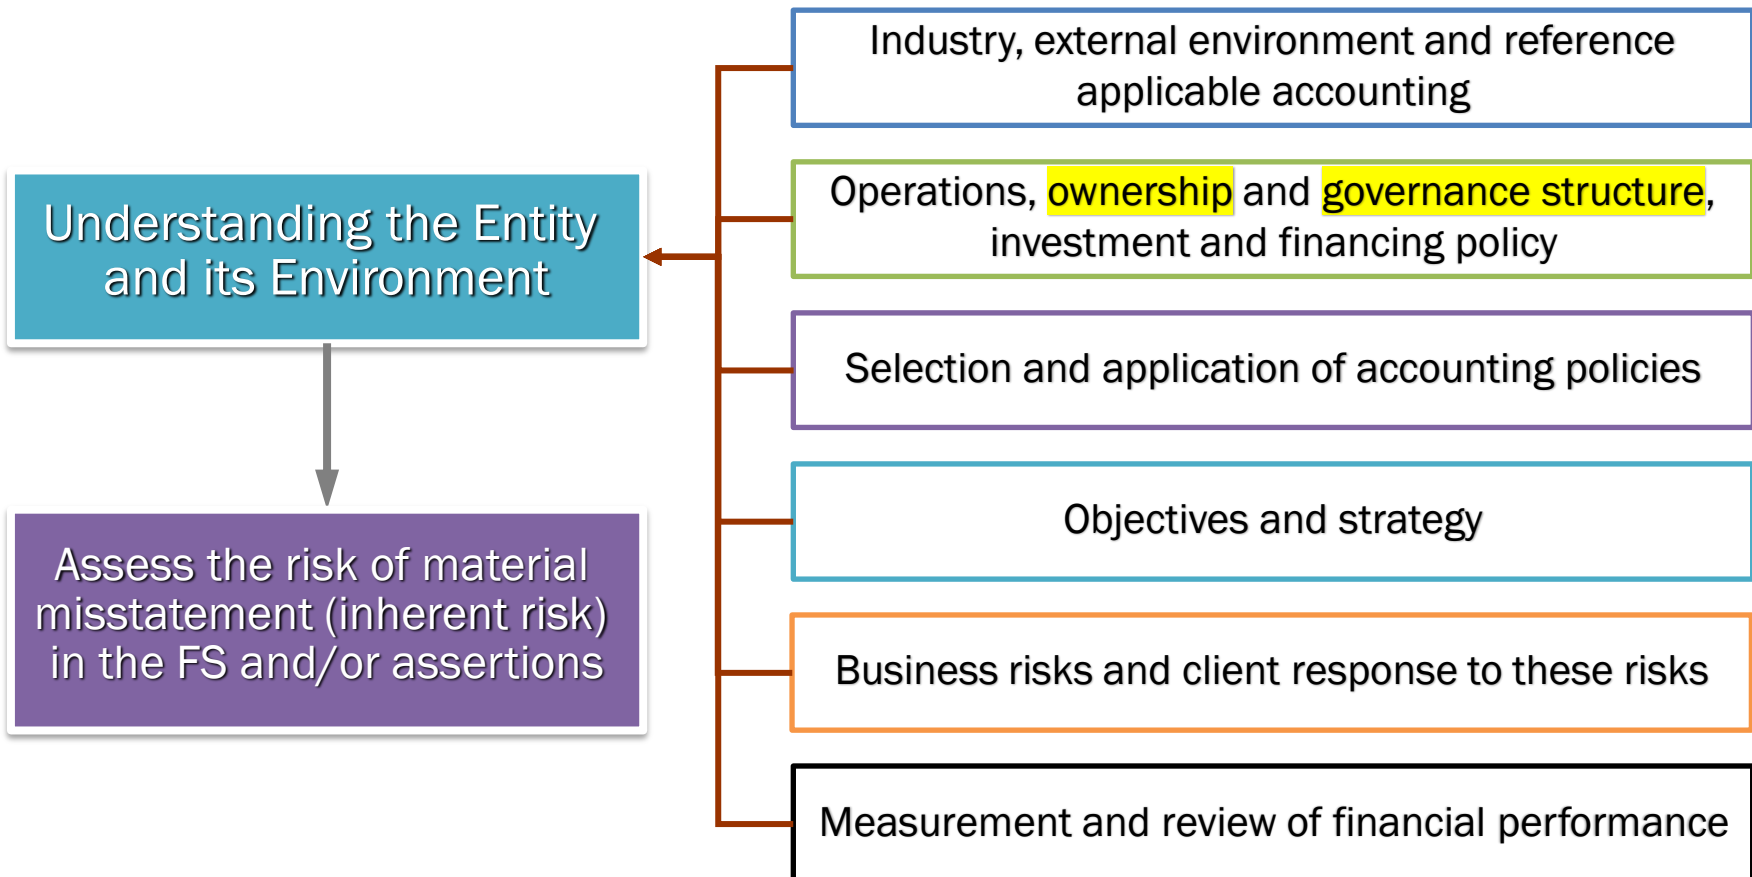 Understanding the Entity
and its Environment
Assess the risk of material
misstatement (inherent risk)
in the FS and/or assertions
Industry, external environment and reference
applicable accounting
Operations, ownership and governance structure,
investment and financing policy
Selection and application of accounting policies
Objectives and strategy
Business risks and client response to these risks
Measurement and review of financial performance